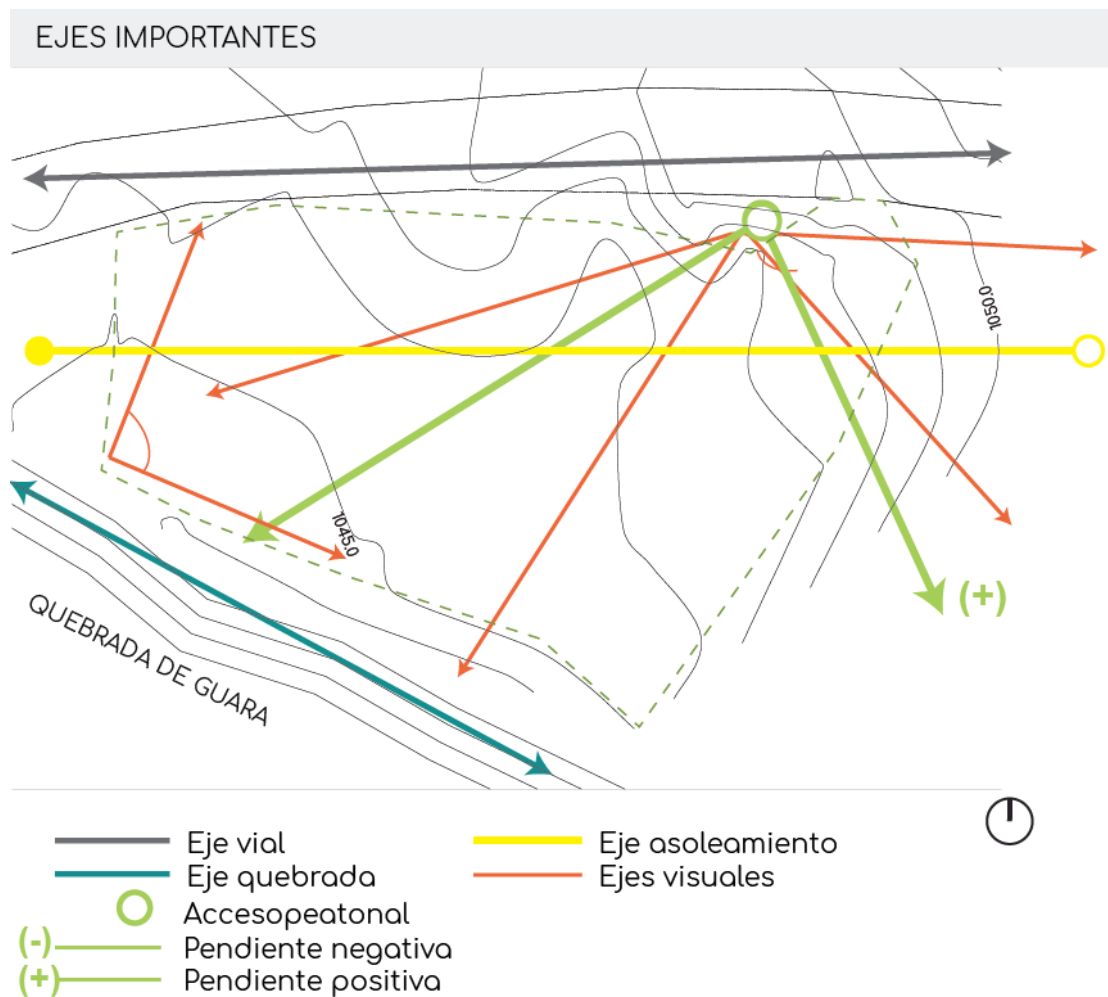 EJES IMPORTANTES
1050.0
1045.0
(+)
QUEBRADA DE GUARA
Eje vial
Eje asoleamiento
Eje quebrada
Ejes visuales
Accesopeatonal
(-) Pendiente negativa
(+) Pendiente positiva